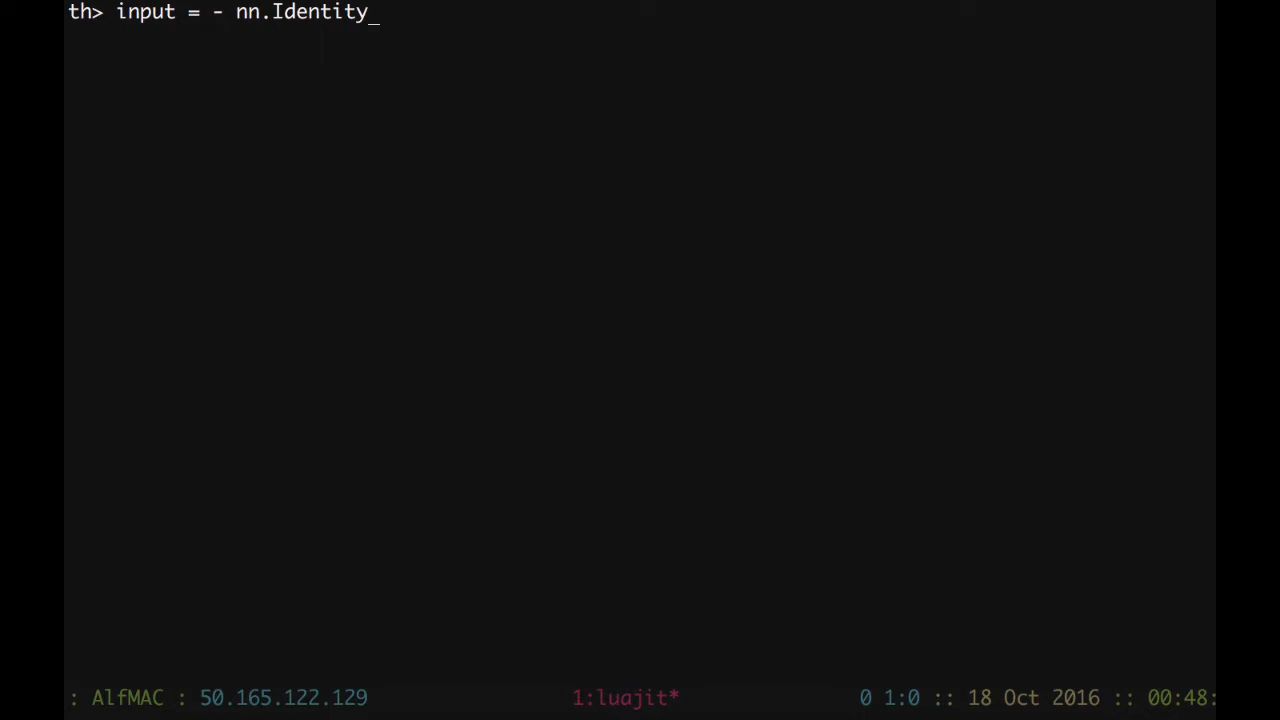 th> input = - nn.Identity_
: AlfMAC : 50.165.122.129 1:luajit* 0 1:0 :: 18 Oct 2016 :: 00:48: